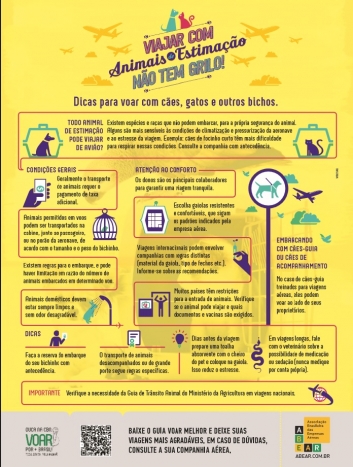 VIAJAR COM
Animais de Estimação
NÃO TEM GRILO!
Dicas para voar com cães, gatos e outros bichos.
TODO ANIMAL
DE ESTIMAÇÃO
PODE VIAJAR
DE AVIÃO?
Existem espécies e raças que não podem embarcar, para a própria segurança do animal.
Alguns são mais sensíveis às condições de climatização e pressurização da aeronave
e ao estresse da viagem. Exemplo: cães de focinho curto têm mais dificuldade
para respirar nessas condições. Consulte a companhia com antecedência.
CONDIÇÕES GERAIS
Geralmente o transporte
de animais requer o
pagamento de taxa
adicional.
Animais permitidos em voos
podem ser transportados na
cabine, junto ao passageiro,
ou no porão da aeronave, de
acordo com o tamanho e o peso do bichinho.
Existem regras para o embarque, e pode
haver limitação em razão do número de
animais embarcados em determinado voo.
Animais domésticos devem
estar sempre limpos e
sem odor desagradável.
ATENÇÃO AO CONFORTO
Os donos são os principais colaboradores
para garantir uma viagem tranquila.
Escolha gaiolas resistentes
e confortáveis, que sigam
os padrões indicados pela
empresa aérea.
Viagens internacionais podem envolver
companhias com regras distintas
(material da gaiola, tipo de fechos etc.).
Informe-se sobre as recomendações.
Muitos países têm restrições
para a entrada de animais. Verifique
se o animal pode viajar e quais
documentos e vacinas são exigidos.
EMBARCANDO
COM CÃES-GUIA
OU CÃES DE
ACOMPANHAMENTO
No caso de cães-guia
treinados para viagens
aéreas, eles podem
voar ao lado de seus
proprietários.
DICAS
Faça a reserva do embarque
do seu bichinho com
antecedência.
O transporte de animais
desacompanhados ou de grande
porte segue regras específicas.
Dias antes da viagem
prepare uma toalha
absorvente com o cheiro
do pet e coloque na gaiola.
Isso reduz o estresse.
Em viagens longas, fale
com o veterinário sobre a
possibilidade de medicação
ou sedação (nunca medique
por conta própria).
IMPORTANTE
Verifique a necessidade da Guia de Trânsito Animal do Ministério da Agricultura em viagens nacionais.
VOAR
POR + BRASIL!
BAIXE O GUIA VOAR MELHOR E DEIXE SUAS
VIAGENS MAIS AGRADÁVEIS, EM CASO DE DÚVIDAS,
CONSULTE A SUA COMPANHIA AÉREA,
ABEAR
Associação
Brasileira
das Empresas
Aéreas
ABEAR.COM.BR